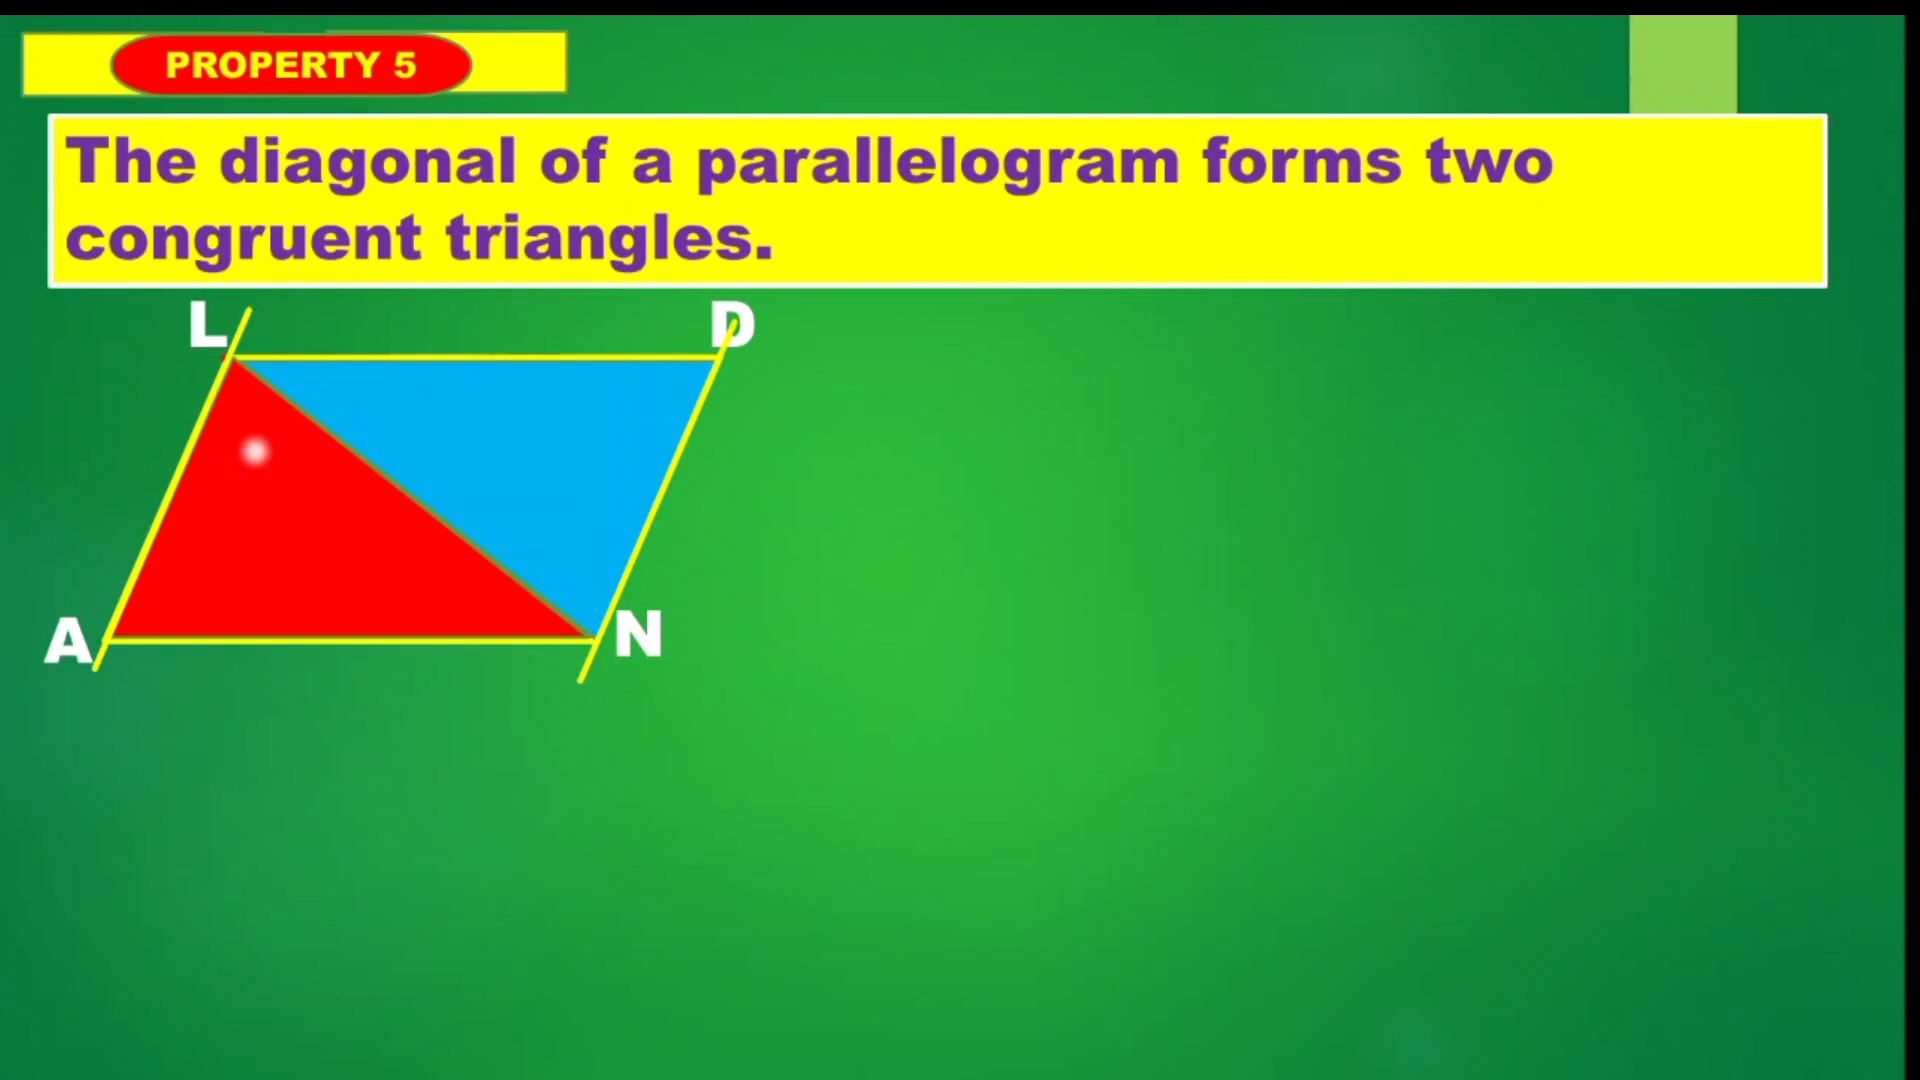 PROPERTY 5
The diagonal of a parallelogram forms two
congruent triangles.
L
D
A
N